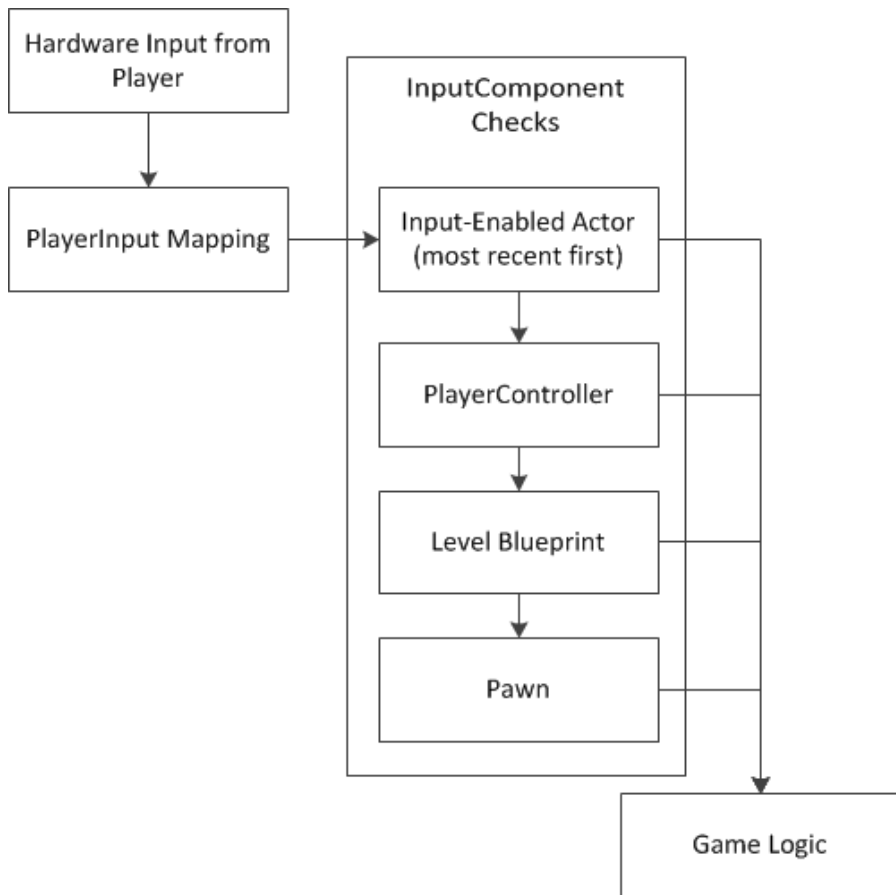 Hardware Input from
Player
InputComponent
Checks
PlayerInput Mapping
Input-Enabled Actor
(most recent first)
PlayerController
Level Blueprint
Pawn
Game Logic